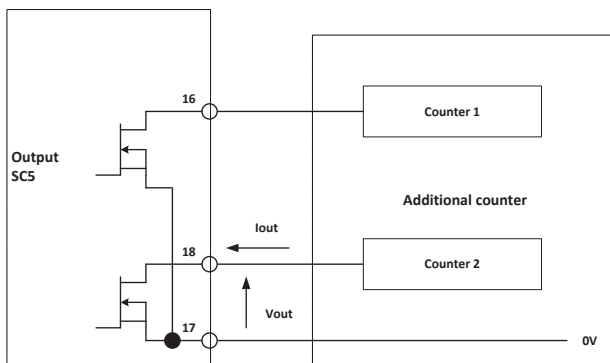 16
Counter 1
Output
SC5
Additional counter
Iout
18
Counter 2
Vout
17
0V